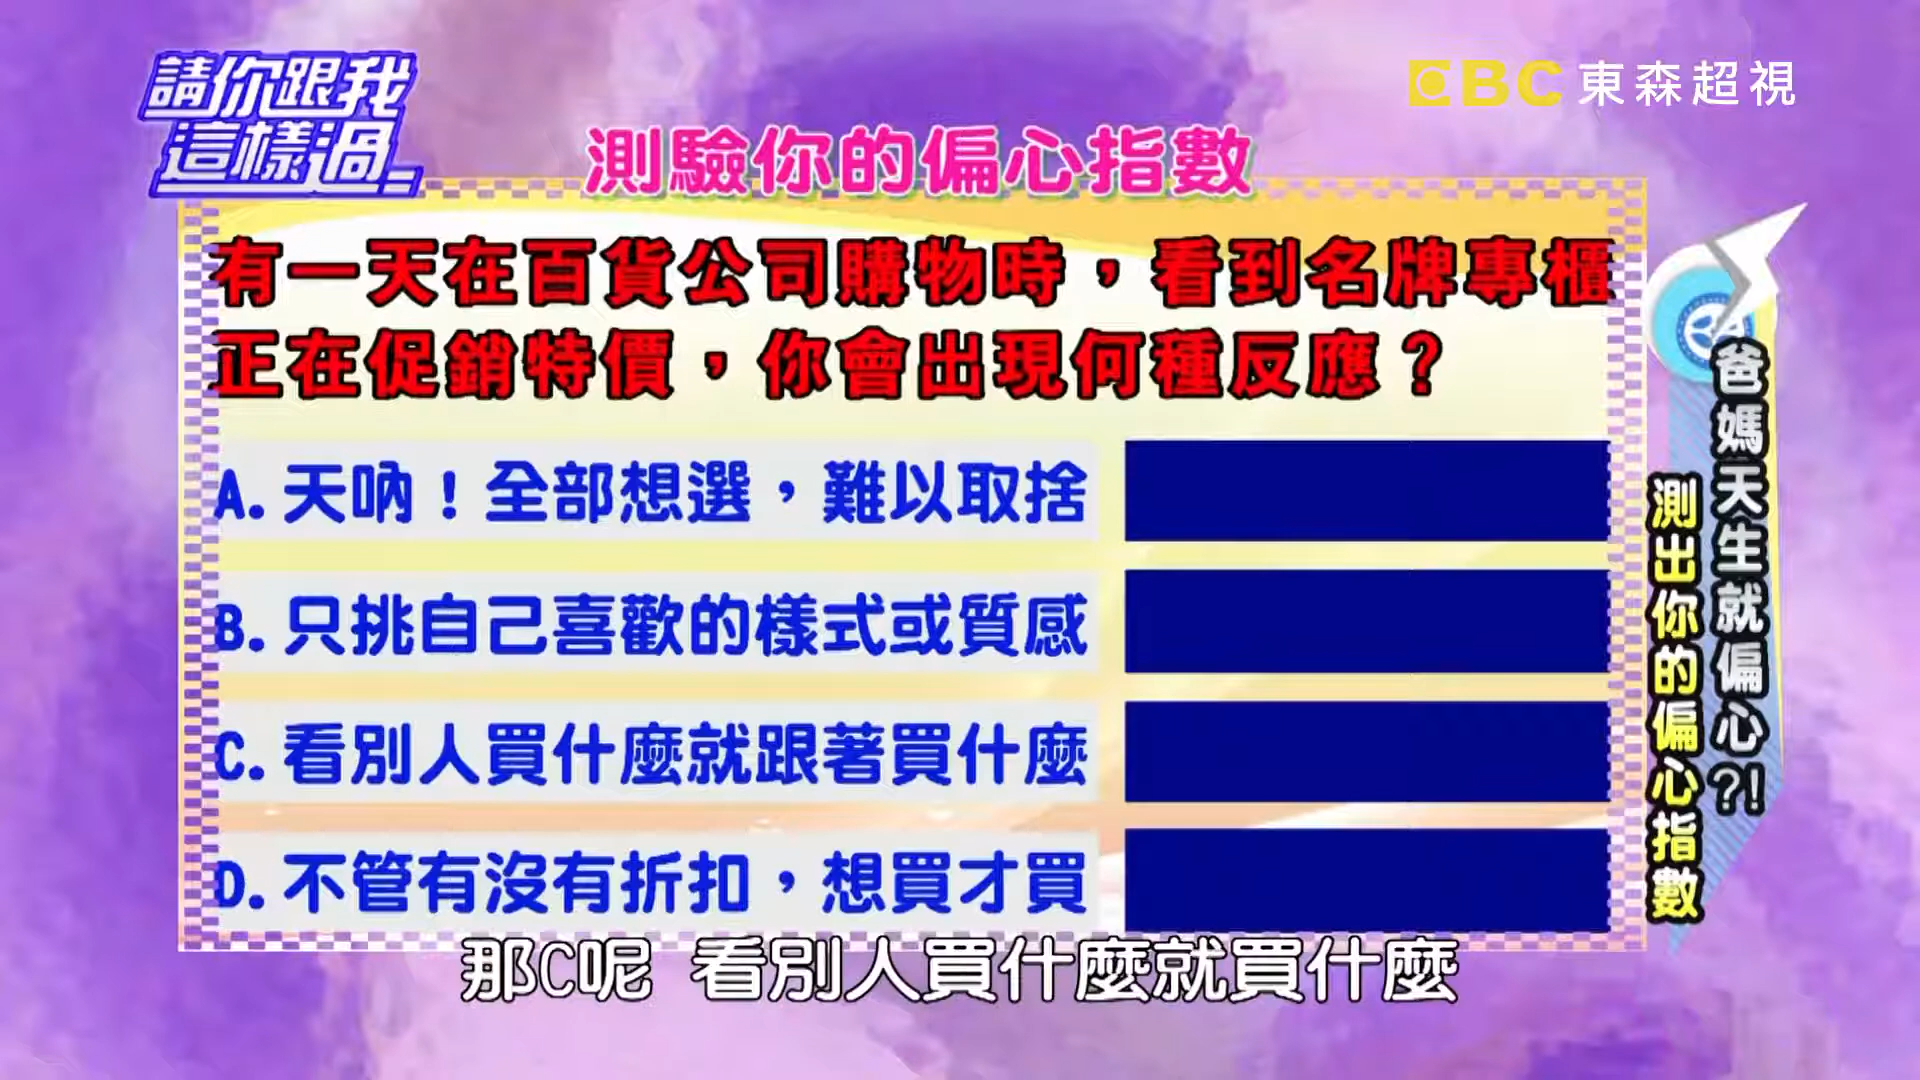 請你跟我
這樣過
EBC 東森超視
測驗你的偏心指數
有一天在百貨公司購物時，看到名牌專櫃
正在促銷特價，你會出現何種反應？
A.天吶！全部想選，難以取捨
B.只挑自己喜歡的樣式或質感
C.看別人買什麼就跟著買什麼
D.不管有沒有折扣，想買才買
爸媽天生就偏心?!
測出你的偏心指數
那C呢 看別人買什麼就買什麼